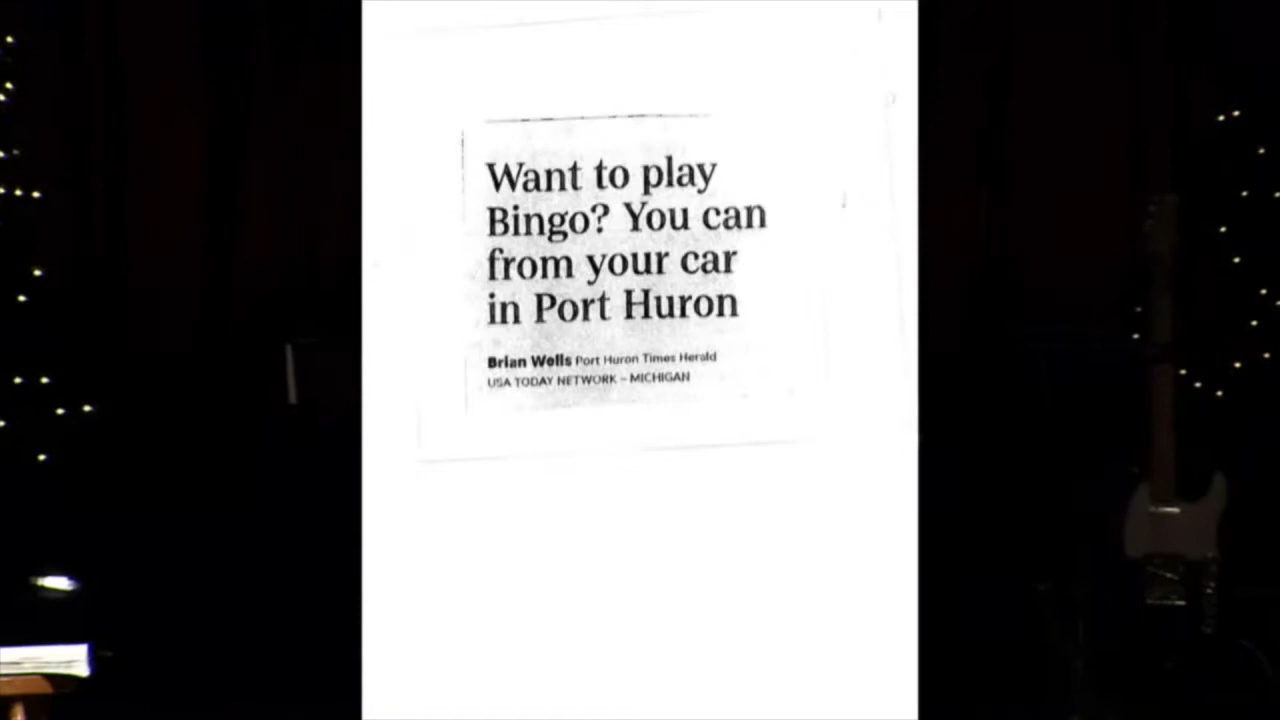 Want to play
Bingo? You can
from your car
in Port Huron
Brian Wells Port Huron Times Herald
USA TODAY NETWORK – MICHIGAN